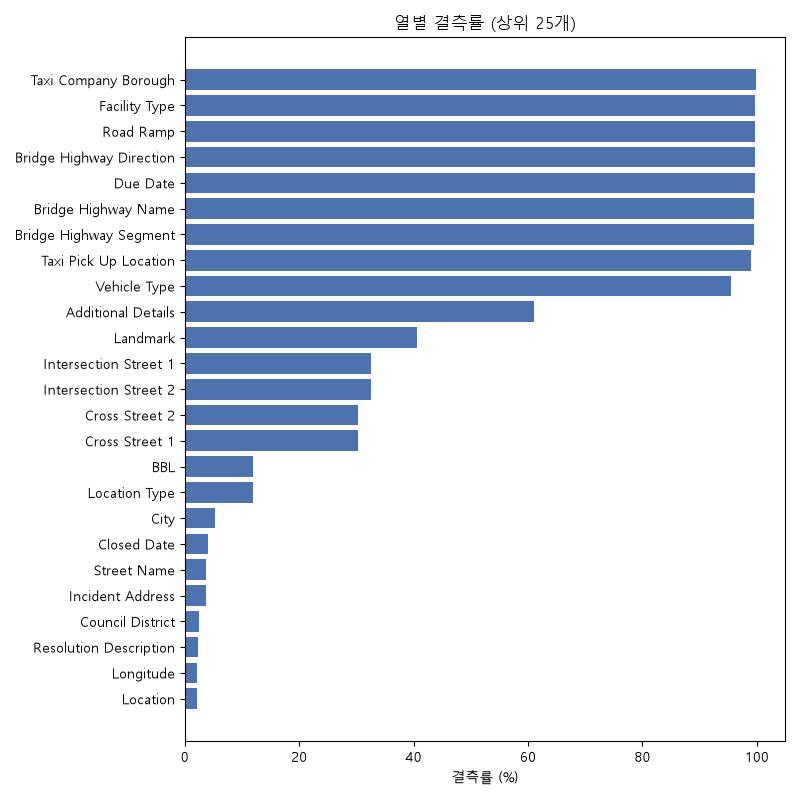 열별 결측률 (상위 25개)
Taxi Company Borough
Facility Type
Road Ramp
Bridge Highway Direction
Due Date
Bridge Highway Name
Bridge Highway Segment
Taxi Pick Up Location
Vehicle Type
Additional Details
Landmark
Intersection Street 1
Intersection Street 2
Cross Street 2
Cross Street 1
BBL
Location Type
City
Closed Date
Street Name
Incident Address
Council District
Resolution Description
Longitude
Location
0 20 40 60 80 100
결측률 (%)